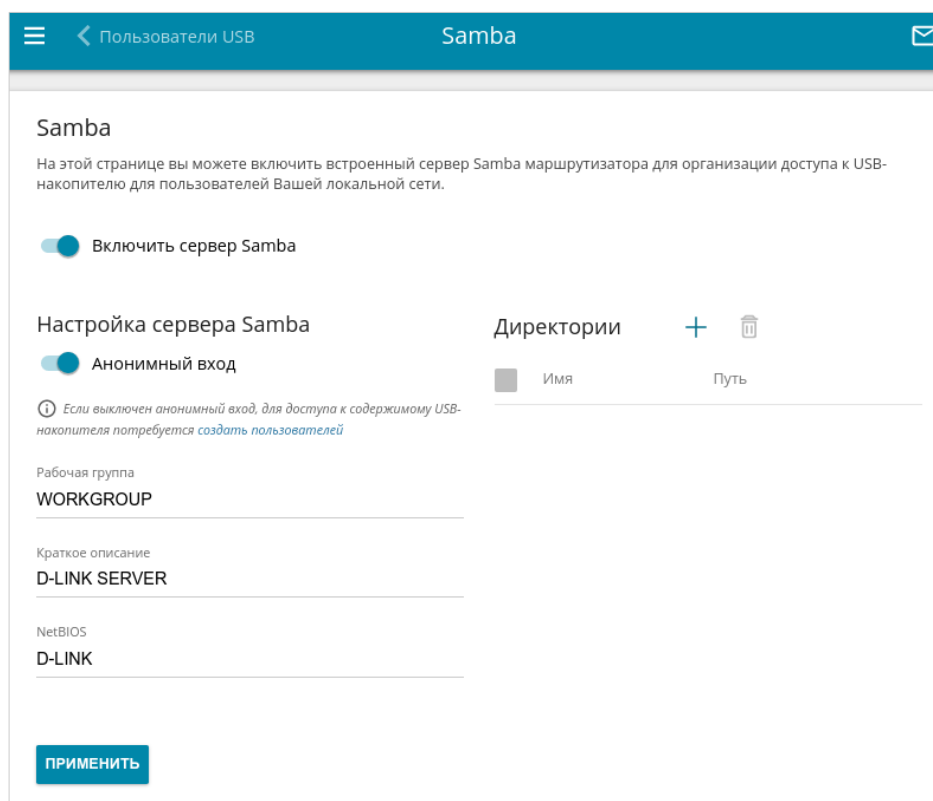 Пользователи USB
Samba
Samba
На этой странице вы можете включить встроенный сервер Samba маршрутизатора для организации доступа к USB-
накопителю для пользователей Вашей локальной сети.
Включить сервер Samba
Настройка сервера Samba
Анонимный вход
Если выключен анонимный вход, для доступа к содержимому USB-
накопителя потребуется создать пользователей
Рабочая группа
WORKGROUP
Краткое описание
D-LINK SERVER
NetBIOS
D-LINK
ПРИМЕНИТЬ
Директории
Имя Путь